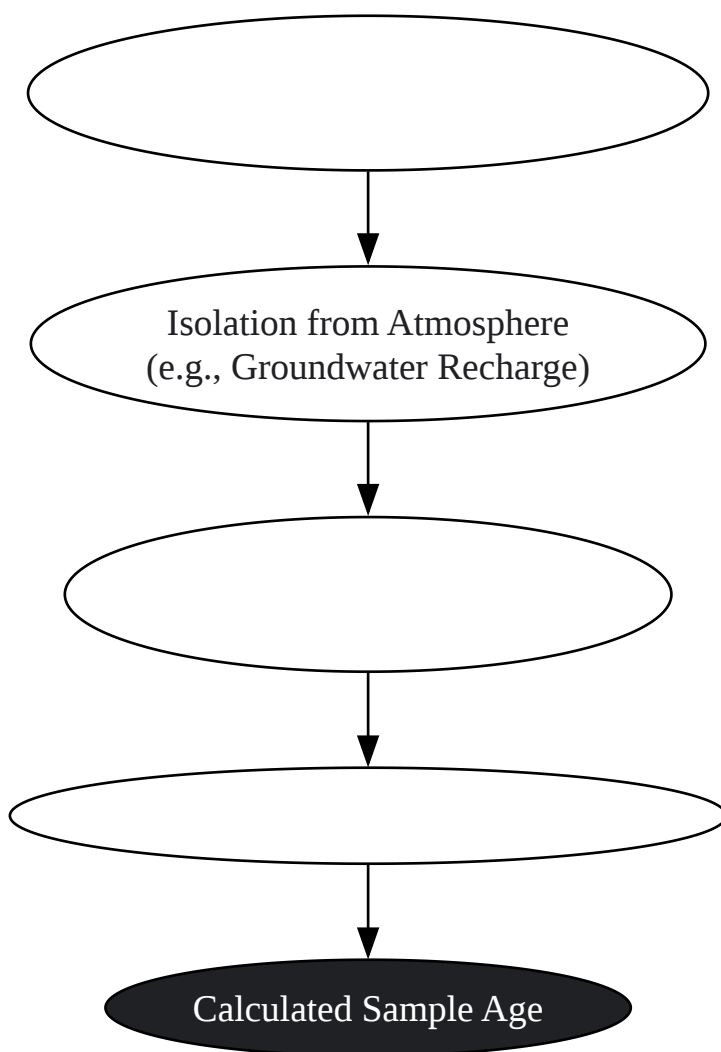 Isolation from Atmosphere
(e.g., Groundwater Recharge)
Calculated Sample Age